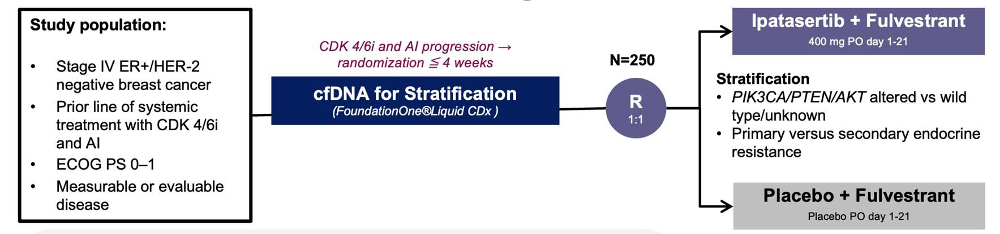 Study population:
• Stage IV ER+/HER-2
negative breast cancer
• Prior line of systemic
treatment with CDK 4/6i
and AI
• ECOG PS 0–1
• Measurable or evaluable
disease
CDK 4/6i and AI progression →
randomization ≦ 4 weeks
cfDNA for Stratification
(FoundationOne®Liquid CDx )
N=250
R
1:1
Ipatasertib + Fulvestrant
400 mg PO day 1-21
Stratification
• PIK3CA/PTEN/AKT altered vs wild
type/unknown
• Primary versus secondary endocrine
resistance
Placebo + Fulvestrant
Placebo PO day 1-21